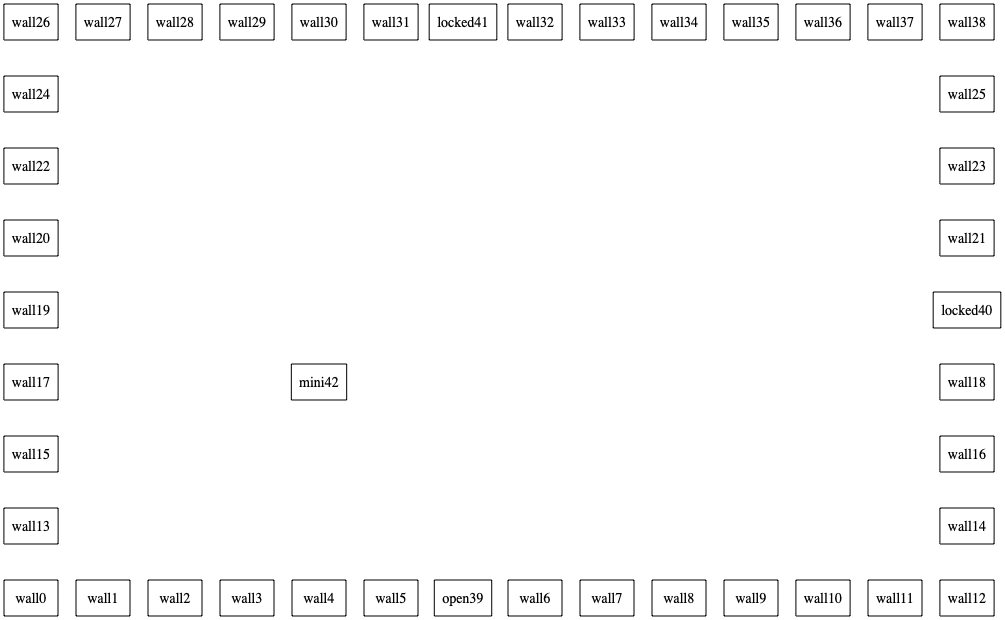 wall26 wall27 wall28 wall29 wall30 wall31 locked41 wall32 wall33 wall34 wall35 wall36 wall37 wall38
wall24 wall25
wall22 wall23
wall20 wall21
wall19 locked40
wall17 mini42 wall18
wall15 wall16
wall13 wall14
wall0 wall1 wall2 wall3 wall4 wall5 open39 wall6 wall7 wall8 wall9 wall10 wall11 wall12